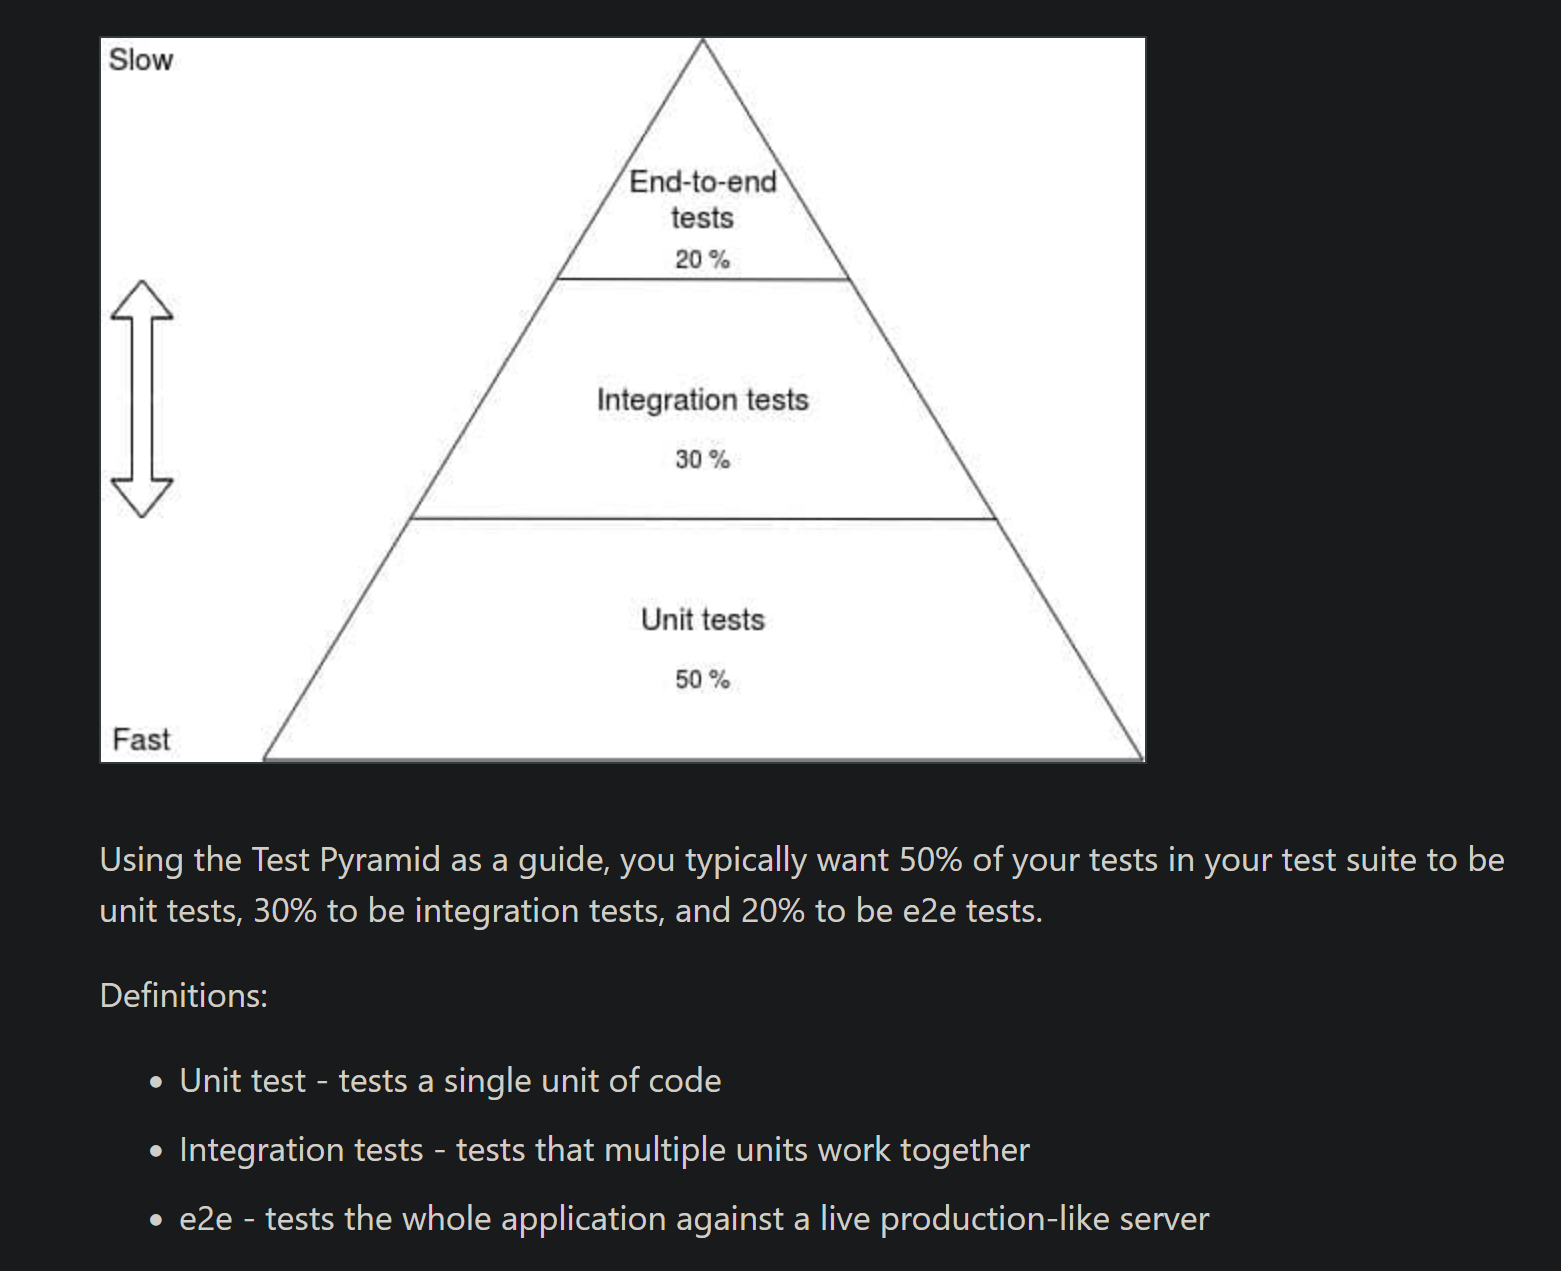 Slow
End-to-end
tests
20 %
Integration tests
30 %
Unit tests
50 %
Fast
Using the Test Pyramid as a guide, you typically want 50% of your tests in your test suite to be
unit tests, 30% to be integration tests, and 20% to be e2e tests.
Definitions:
• Unit test - tests a single unit of code
• Integration tests - tests that multiple units work together
• e2e - tests the whole application against a live production-like server